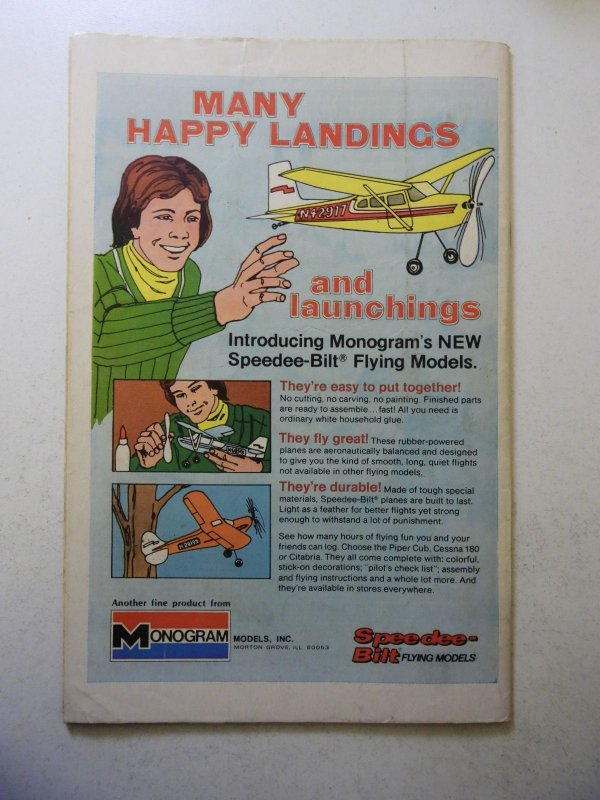 MANY
HAPPY LANDINGS
N42917
and
launchings
Introducing Monogram's NEW
Speedee-Bilt® Flying Models.
They're easy to put together!
No cutting, no carving, no painting. Finished parts
are ready to assemble...fast! All you need is
ordinary white household glue.
They fly great! These rubber-powered
planes are aeronautically balanced and designed
to give you the kind of smooth, long, quiet flights
not available in other flying models.
They're durable! Made of tough special
materials, Speedee-Bilt® planes are built to last.
Light as a feather for better flights yet strong
enough to withstand a lot of punishment.
See how many hours of flying fun you and your
friends can log. Choose the Piper Cub, Cessna 180
or Citabria. They all come complete with: colorful,
stick-on decorations; "pilot's check list"; assembly
and flying instructions and a whole lot more. And
they're available in stores everywhere.
Another fine product from
MONOGRAM MODELS, INC.
MORTON GROVE, ILL. 60053
Speedee-
Bilt® FLYING MODELS